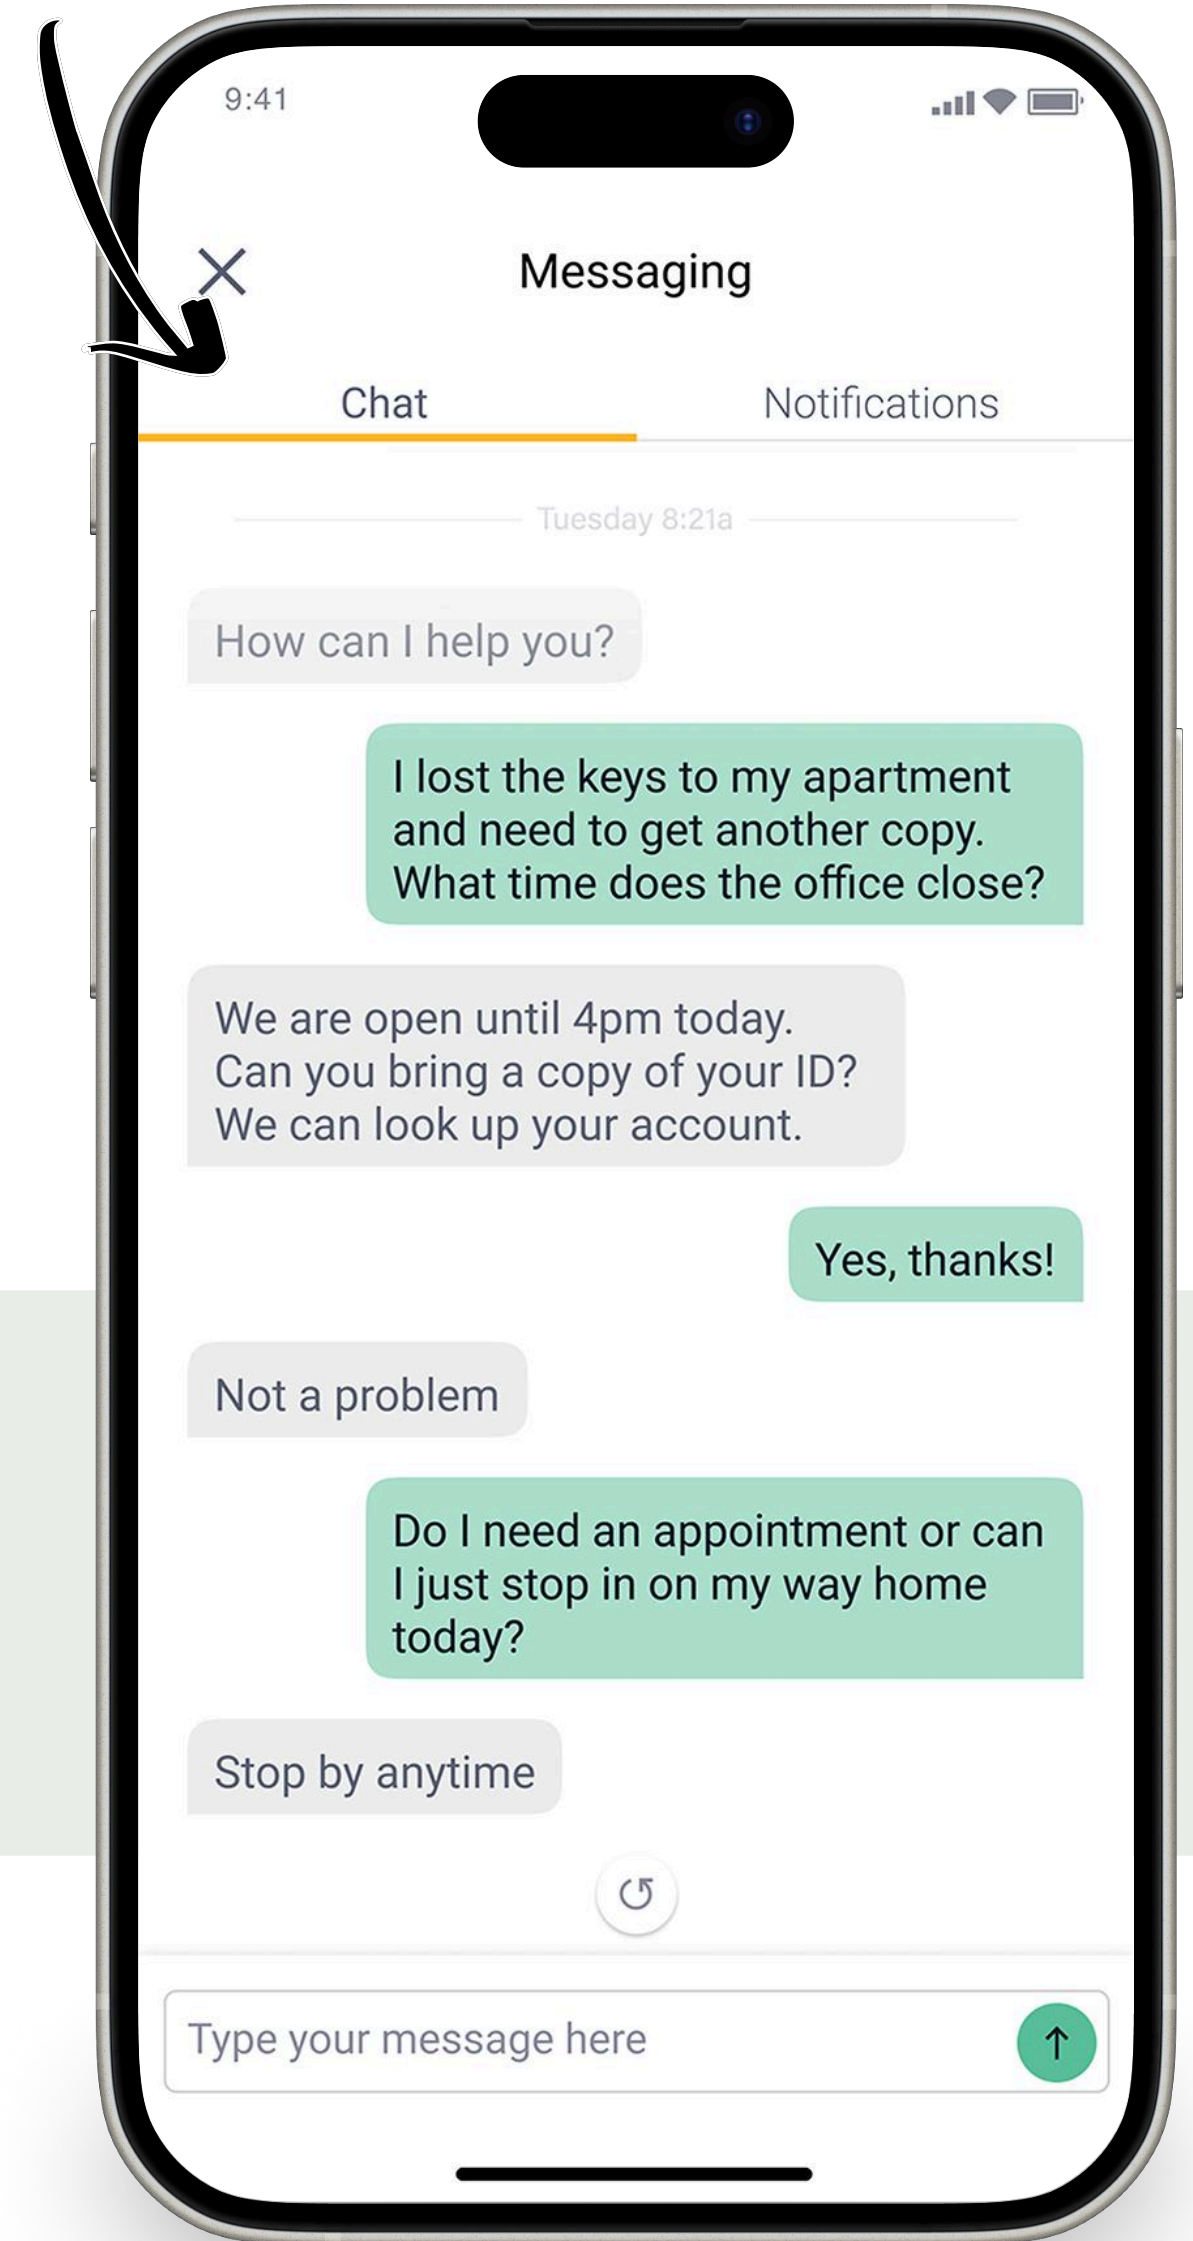 9:41
Messaging
Chat
Notifications
Tuesday 8:21a
How can I help you?
I lost the keys to my apartment
and need to get another copy.
What time does the office close?
We are open until 4pm today.
Can you bring a copy of your ID?
We can look up your account.
Yes, thanks!
Not a problem
Do I need an appointment or can
I just stop in on my way home
today?
Stop by anytime
Type your message here